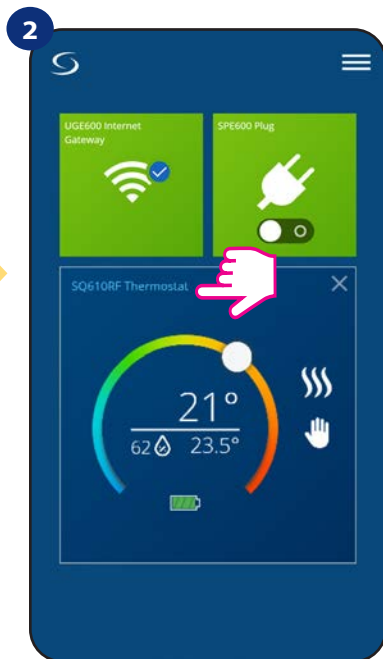 2
UGE600 Internet
Gateway
SPE600 Plug
SQ610RF Thermostat
21°
62 23.5°